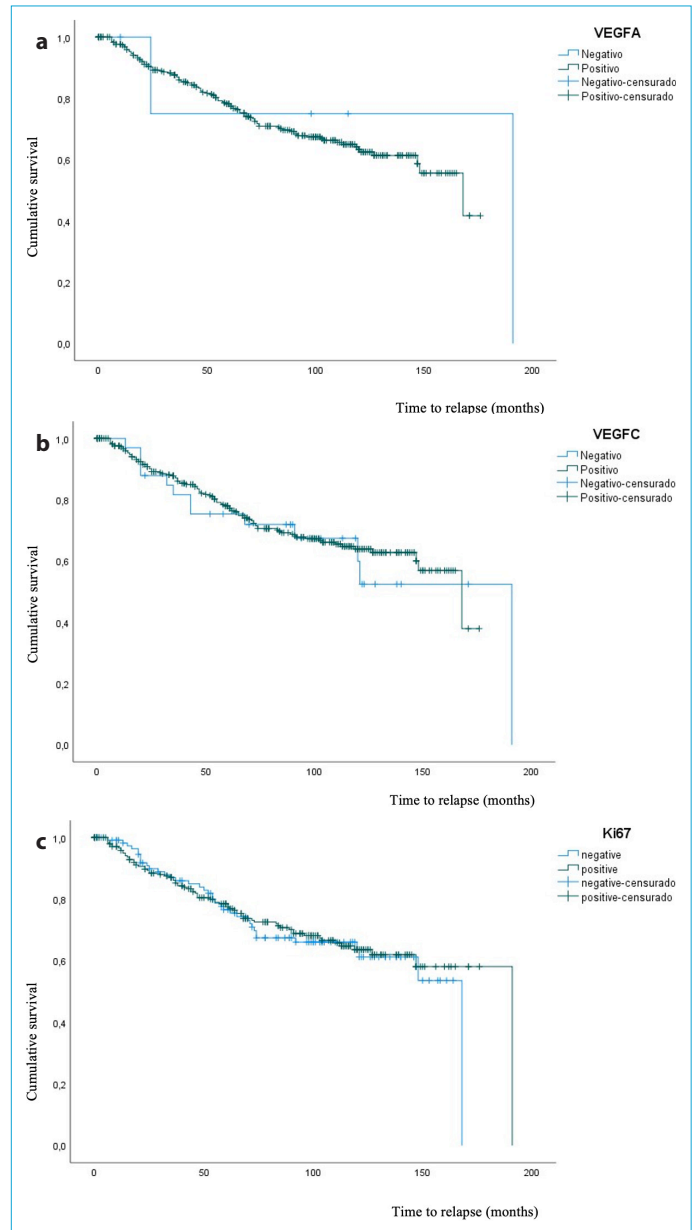 a
VEGFA
Negativo
Positivo
Negativo-censurado
Positivo-censurado
Cumulative survival
1,0
0,8
0,6
0,4
0,2
0,0
0 50 100 150 200
Time to relapse (months)
b
VEGFC
Negativo
Positivo
Negativo-censurado
Positivo-censurado
Cumulative survival
1,0
0,8
0,6
0,4
0,2
0,0
0 50 100 150 200
Time to relapse (months)
c
Ki67
negative
positive
negative-censurado
positive-censurado
Cumulative survival
1,0
0,8
0,6
0,4
0,2
0,0
0 50 100 150 200
Time to relapse (months)